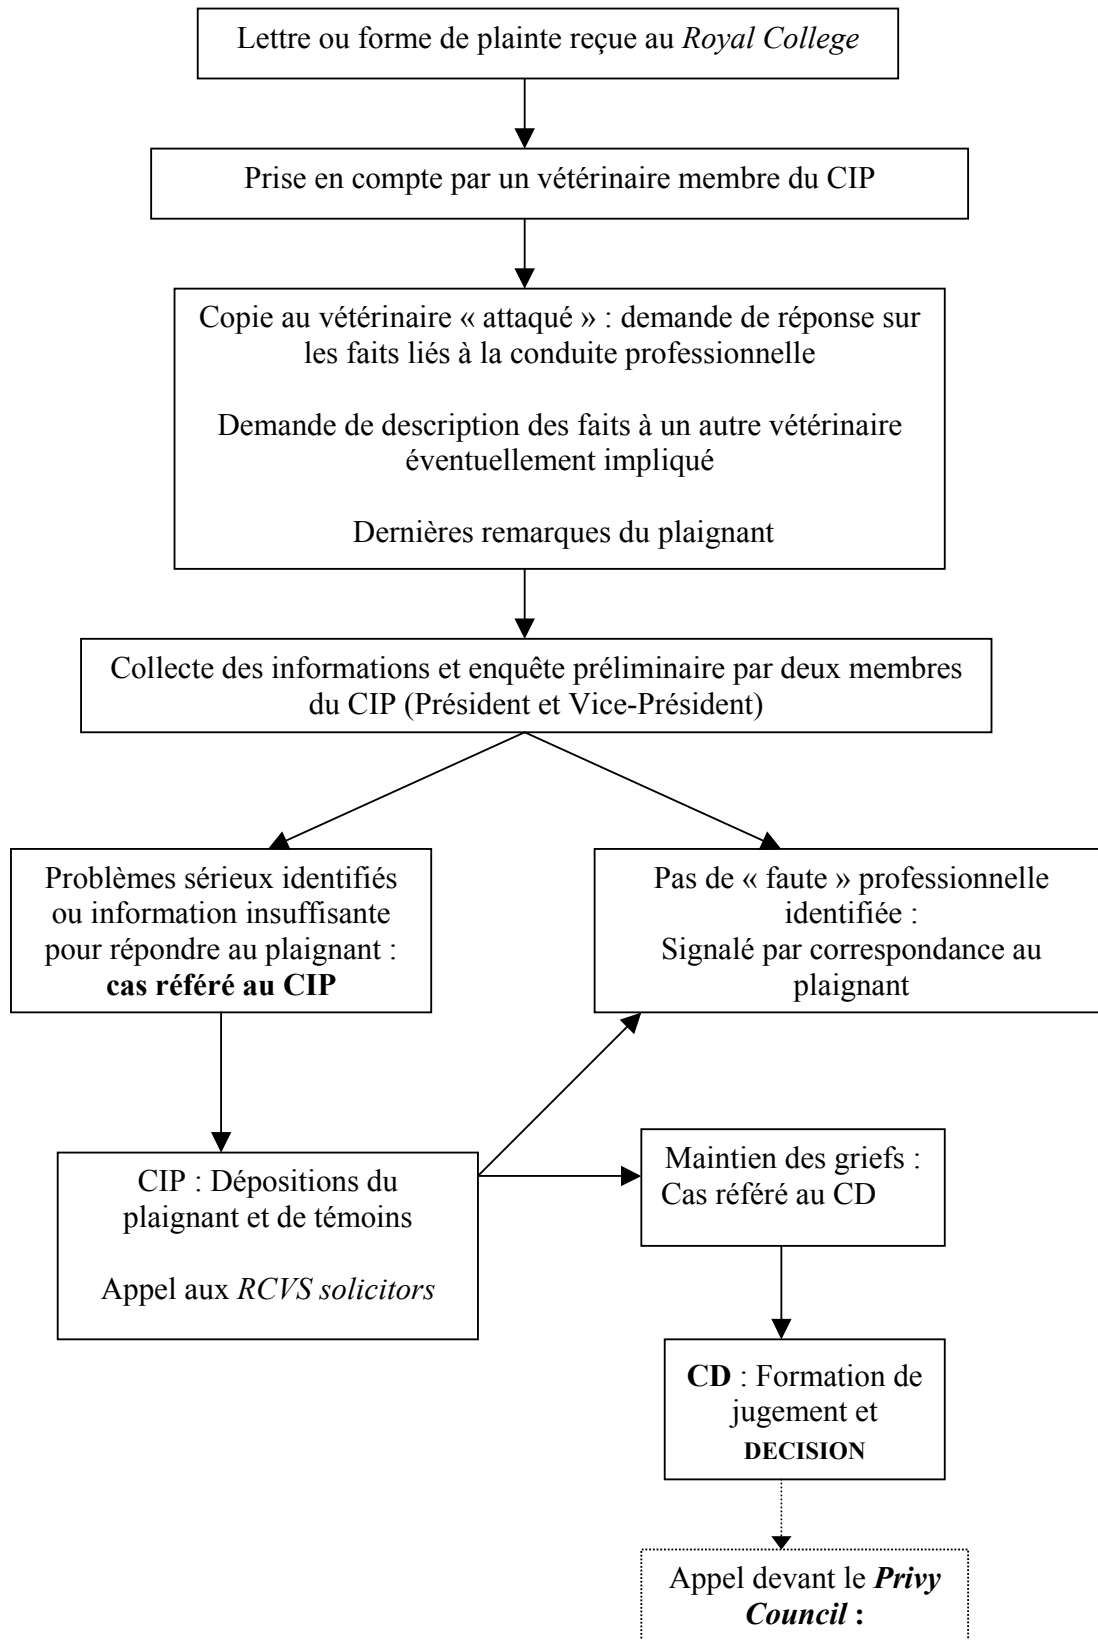 Lettre ou forme de plainte reçue au Royal College
Prise en compte par un vétérinaire membre du CIP
Copie au vétérinaire « attaqué » : demande de réponse sur
les faits liés à la conduite professionnelle
Demande de description des faits à un autre vétérinaire
éventuellement impliqué
Dernières remarques du plaignant
Collecte des informations et enquête préliminaire par deux membres
du CIP (Président et Vice-Président)
Problèmes sérieux identifiés
ou information insuffisante
pour répondre au plaignant :
cas référé au CIP
Pas de « faute » professionnelle
identifiée :
Signalé par correspondance au
plaignant
CIP : Dépositions du
plaignant et de témoins
Appel aux RCVS solicitors
Maintien des griefs :
Cas référé au CD
CD : Formation de
jugement et
DECISION
Appel devant le Privy
Council :